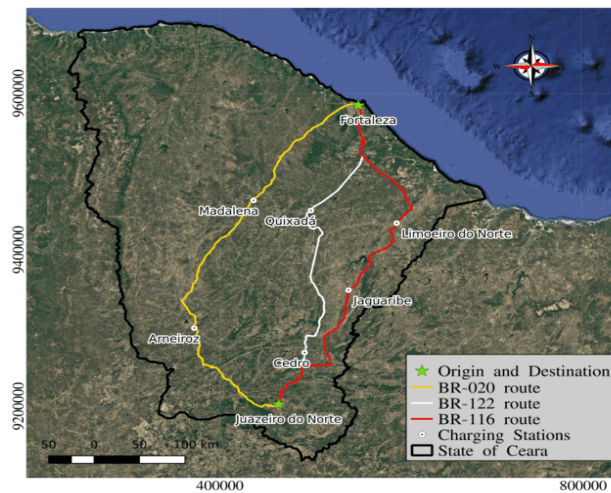 9600000
9400000
9200000
Fortaleza
Madalena
Quixadá
Limoeiro do Norte
Jaguaribe
Arneiroz
Cedro
Juazeiro do Norte
N
W
E
S
Origin and Destination
BR-020 route
BR-122 route
BR-116 route
Charging Stations
State of Ceara
50 0 50 100 km
400000
800000